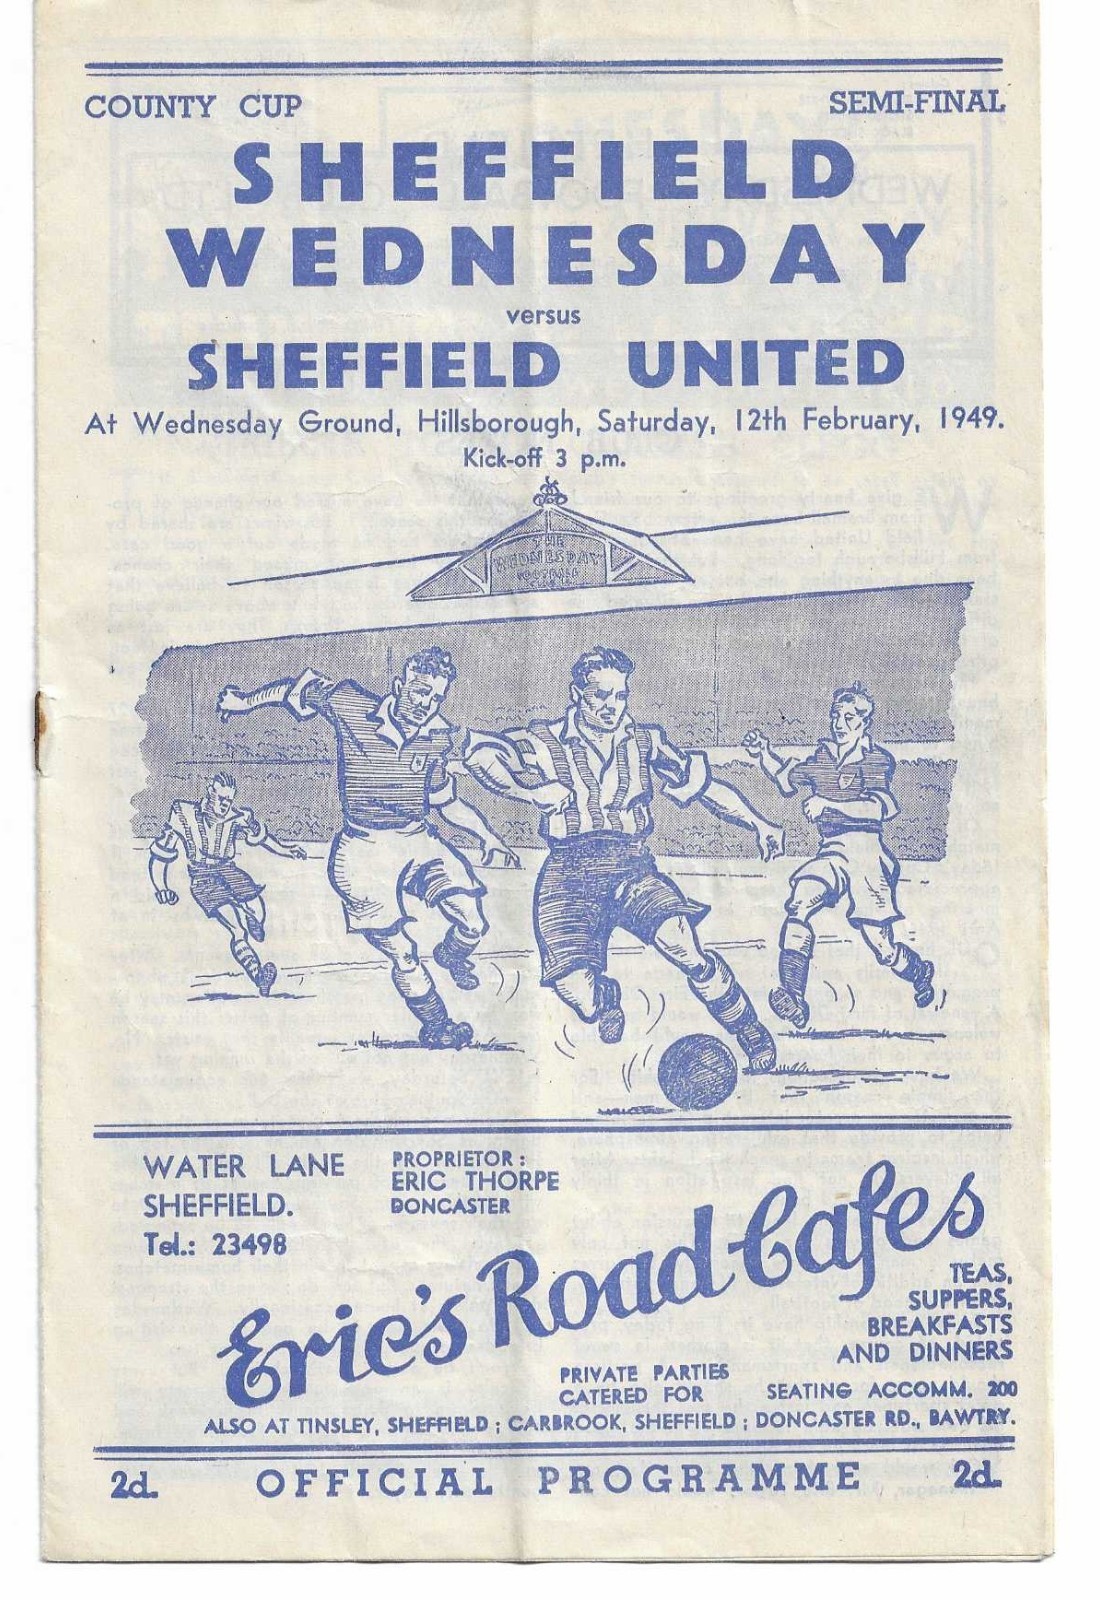 COUNTY CUP SEMI-FINAL
SHEFFIELD
WEDNESDAY
versus
SHEFFIELD UNITED
At Wednesday Ground, Hillsborough, Saturday, 12th February, 1949.
Kick-off 3 p.m.
THE
WEDNESDAY
FOOTBALL
WATER LANE
SHEFFIELD.
Tel.: 23498
PROPRIETOR:
ERIC THORPE
DONCASTER
Eric's Road Cafes
TEAS,
SUPPERS,
BREAKFASTS
AND DINNERS
PRIVATE PARTIES
CATERED FOR
SEATING ACCOMM. 200
ALSO AT TINSLEY, SHEFFIELD; CARBROOK, SHEFFIELD; DONCASTER RD., BAWTRY.
2d. OFFICIAL PROGRAMME 2d.